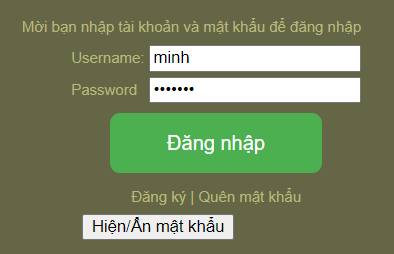 Mời bạn nhập tài khoản và mật khẩu để đăng nhập
Username: minh
Password •••••••
Đăng nhập
Đăng ký | Quên mật khẩu
Hiện/Ẩn mật khẩu